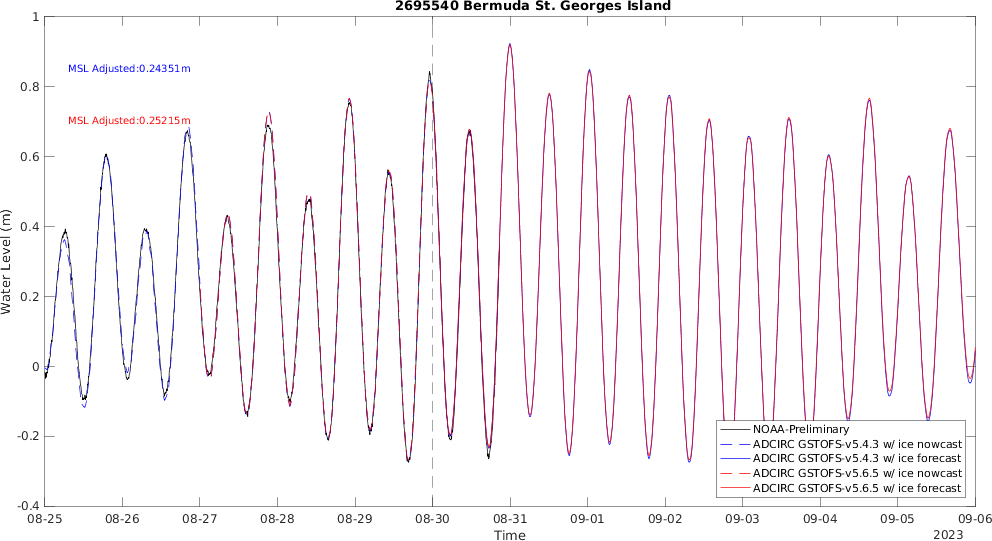 2695540 Bermuda St. Georges Island
MSL Adjusted:0.24351m
MSL Adjusted:0.25215m
Water Level (m)
1
0.8
0.6
0.4
0.2
0
-0.2
-0.4
NOAA-Preliminary
ADCIRC GSTOFS-v5.4.3 w/ ice nowcast
ADCIRC GSTOFS-v5.4.3 w/ ice forecast
ADCIRC GSTOFS-v5.6.5 w/ ice nowcast
ADCIRC GSTOFS-v5.6.5 w/ ice forecast
08-25 08-26 08-27 08-28 08-29 08-30 08-31 09-01 09-02 09-03 09-04 09-05 09-06
Time
2023